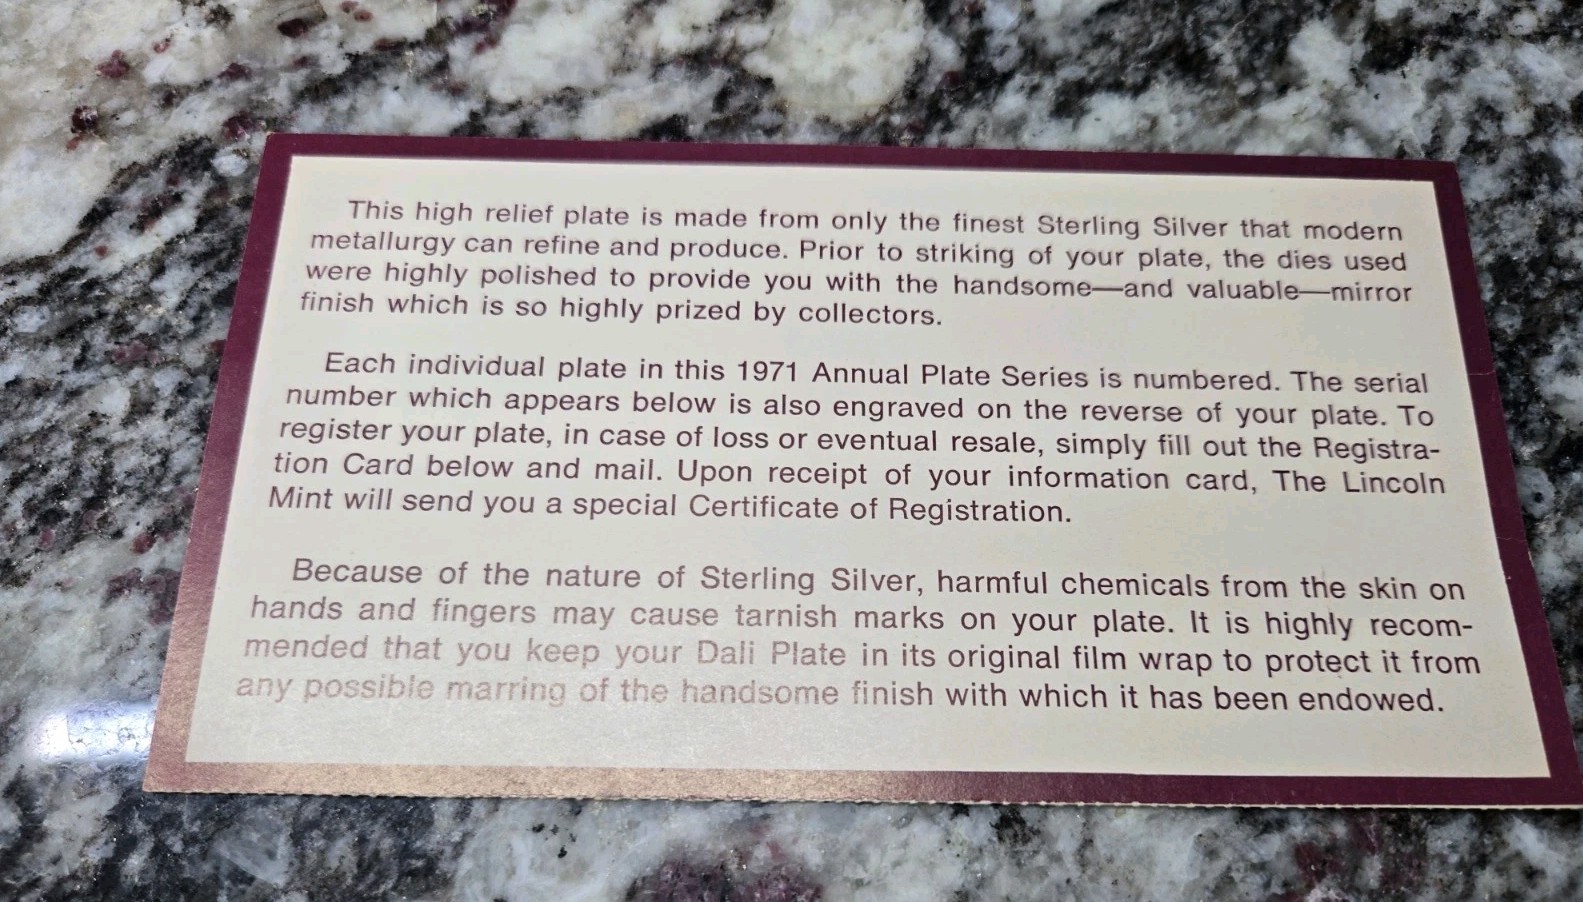 This high relief plate is made from only the finest Sterling Silver that modern
metallurgy can refine and produce. Prior to striking of your plate, the dies used
were highly polished to provide you with the handsome—and valuable—mirror
finish which is so highly prized by collectors.
Each individual plate in this 1971 Annual Plate Series is numbered. The serial
number which appears below is also engraved on the reverse of your plate. To
register your plate, in case of loss or eventual resale, simply fill out the Registra-
tion Card below and mail. Upon receipt of your information card, The Lincoln
Mint will send you a special Certificate of Registration.
Because of the nature of Sterling Silver, harmful chemicals from the skin on
hands and fingers may cause tarnish marks on your plate. It is highly recom-
mended that you keep your Dali Plate in its original film wrap to protect it from
any possible marring of the handsome finish with which it has been endowed.